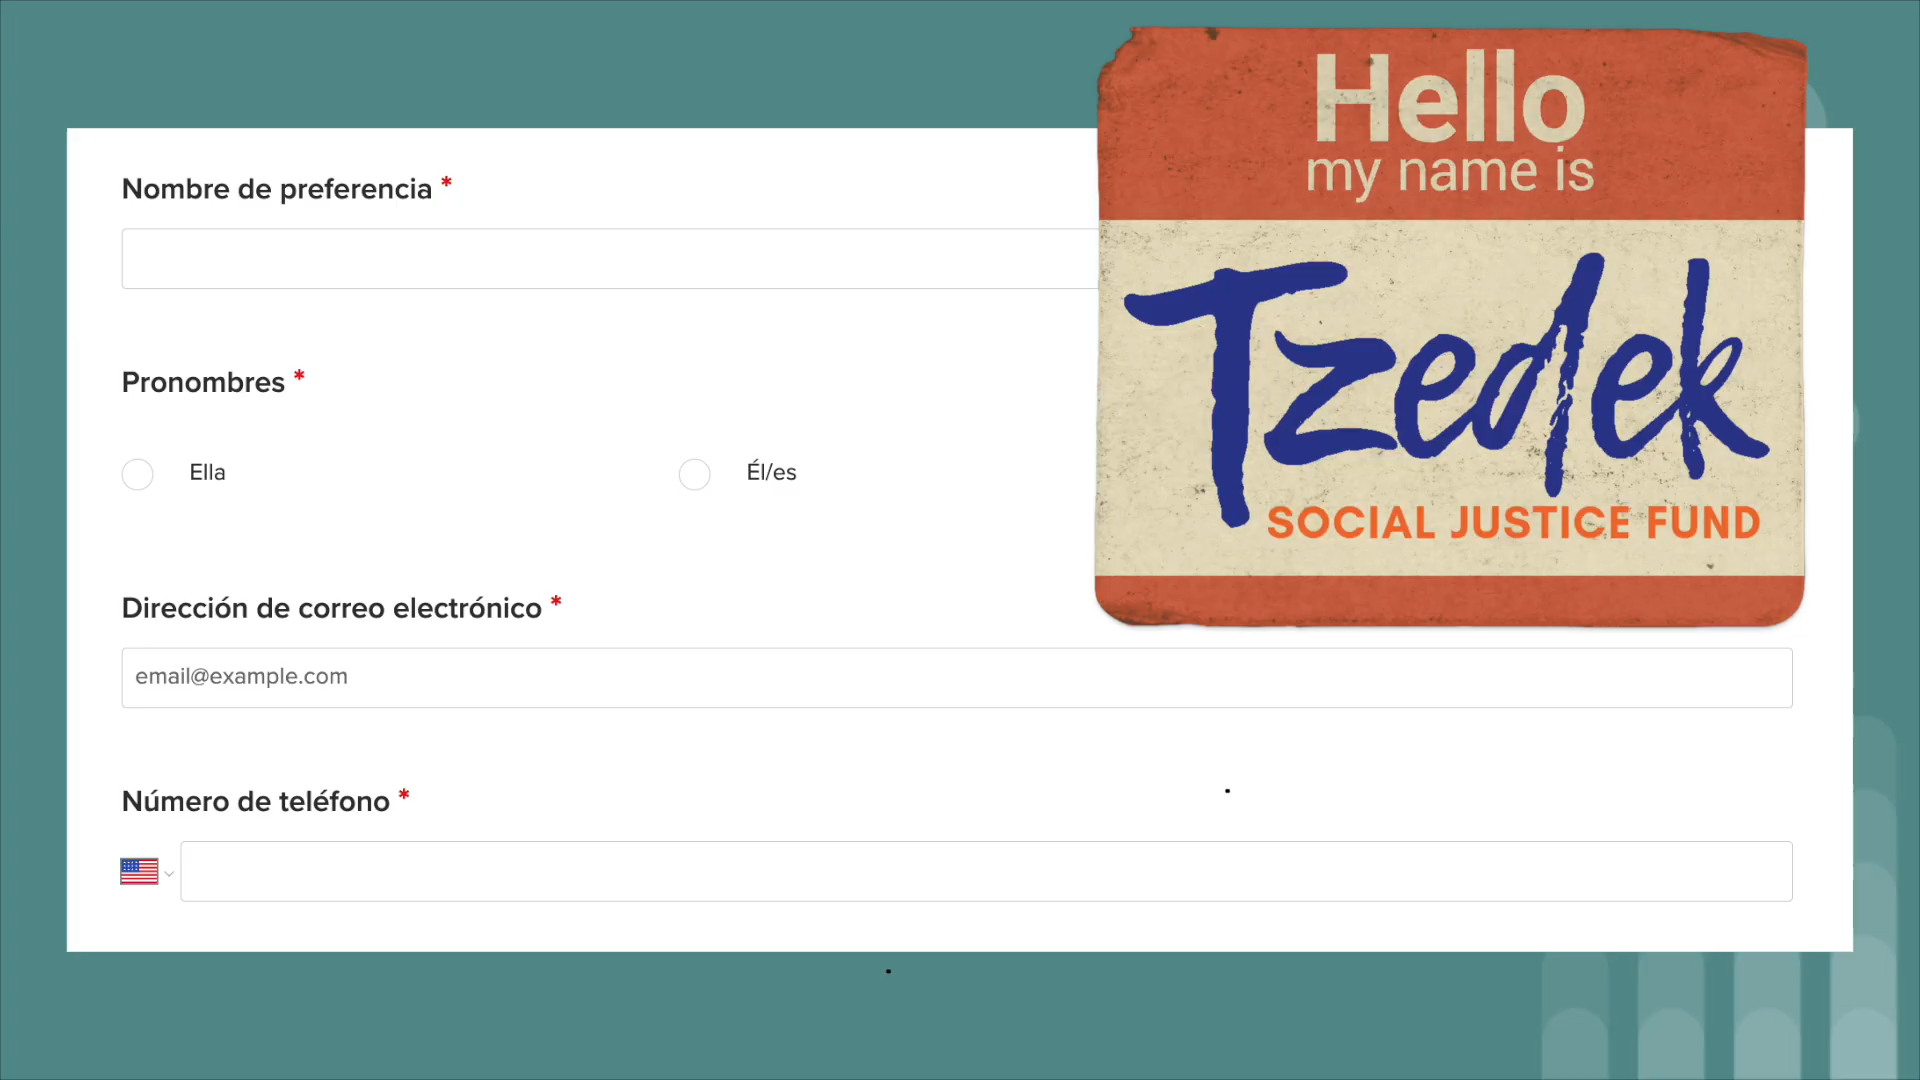 Hello
my name is
Tzedek
SOCIAL JUSTICE FUND
Nombre de preferencia *
Pronombres *
Ella
Él/es
Dirección de correo electrónico *
email@example.com
Número de teléfono *